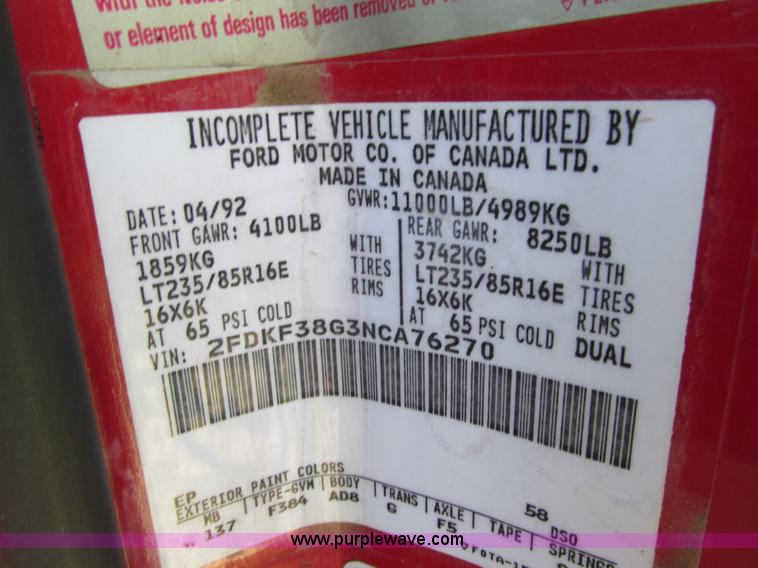 or element of design has been removed or
INCOMPLETE VEHICLE MANUFACTURED BY
FORD MOTOR CO. OF CANADA LTD.
MADE IN CANADA
DATE: 04/92 GVWR: 11000LB/4989KG
FRONT GAWR: 4100LB REAR GAWR: 8250LB
1859KG WITH 3742KG WITH
LT235/85R16E TIRES LT235/85R16E TIRES
16X6K RIMS 16X6K RIMS
AT 65 PSI COLD AT 65 PSI COLD DUAL
VIN: 2FDKF38G3NCA76270
EP 58
EXTERIOR PAINT COLORS DSO
WB TYPE-GVM BODY TRANS AXLE TAPE SPRINGS
137 F384 AD8 G F5
www.purplewave.com